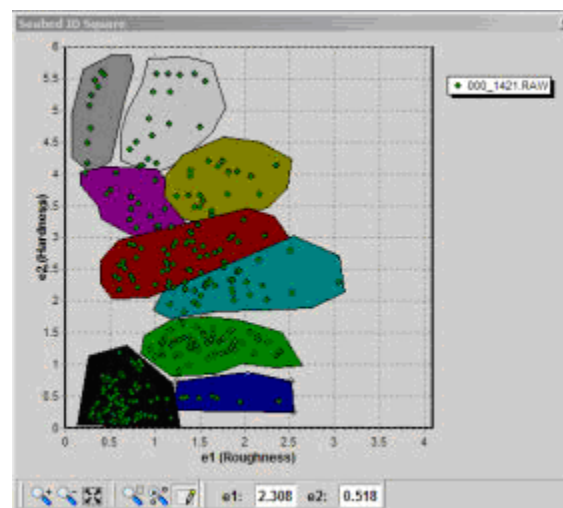 Seabed ID Square
000_1421.RAW
e2 (Hardness)
6
5.5
5
4.5
4
3.5
3
2.5
2
1.5
1
0.5
0
0 0.5 1 1.5 2 2.5 3 3.5 4
e1 (Roughness)
e1: 2.308 e2: 0.518